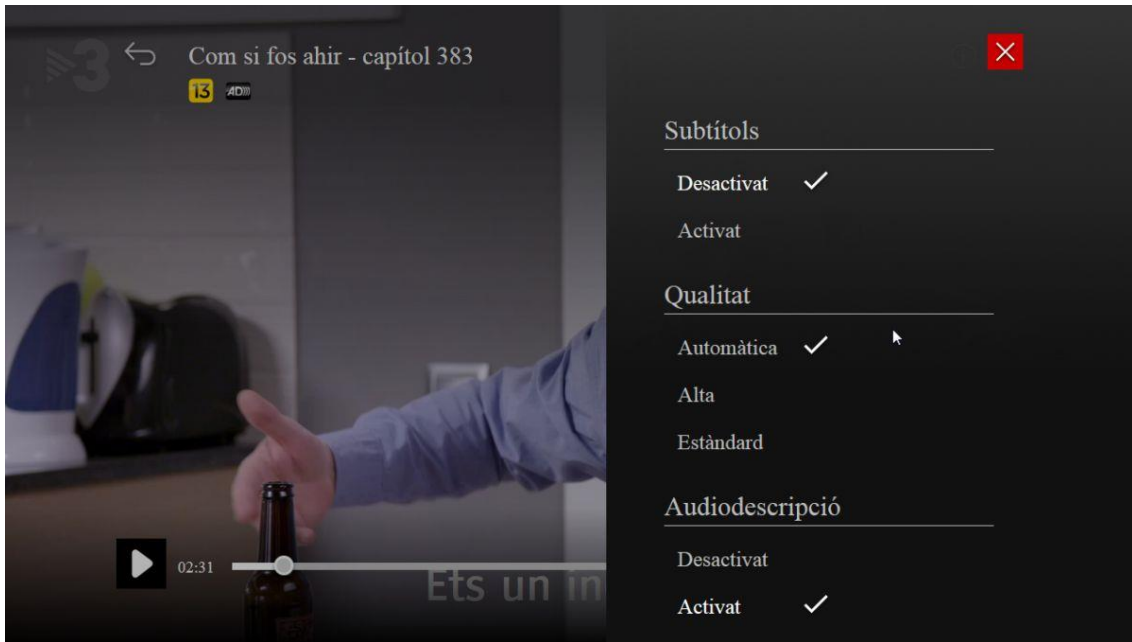 3
Com si fos ahir - capítol 383
13 AD)))
Subtítols
Desactivat
Activat
Qualitat
Automàtica
Alta
Estàndard
Audiodescripció
Desactivat
Activat
02:31
Ets un in